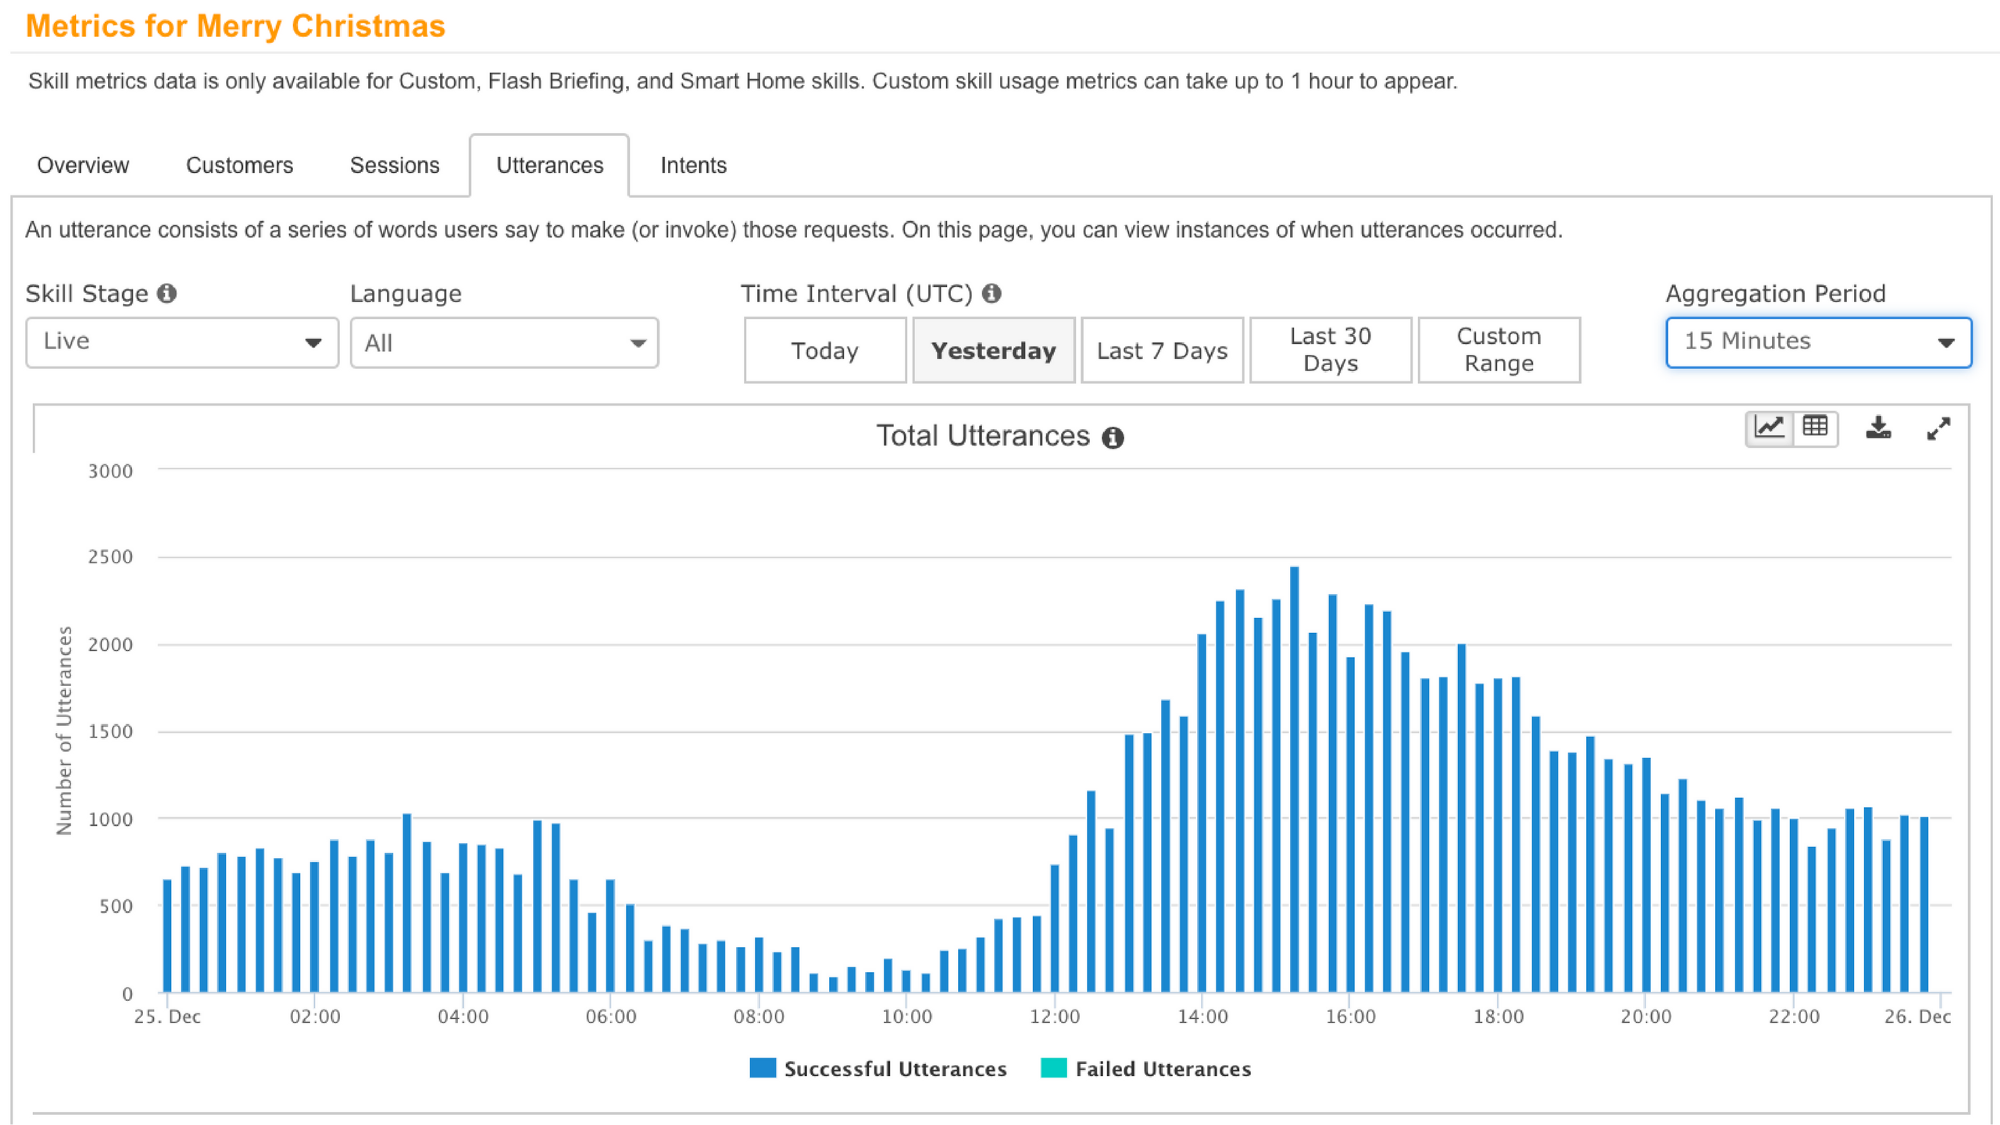 Metrics for Merry Christmas
Skill metrics data is only available for Custom, Flash Briefing, and Smart Home skills. Custom skill usage metrics can take up to 1 hour to appear.
Overview Customers Sessions Utterances Intents
An utterance consists of a series of words users say to make (or invoke) those requests. On this page, you can view instances of when utterances occurred.
Skill Stage Language Time Interval (UTC) Aggregation Period
Live All Today Yesterday Last 7 Days Last 30 Days Custom Range 15 Minutes
Total Utterances
3000
2500
2000
1500
1000
500
0
Number of Utterances
25. Dec 02:00 04:00 06:00 08:00 10:00 12:00 14:00 16:00 18:00 20:00 22:00 26. Dec
Successful Utterances Failed Utterances